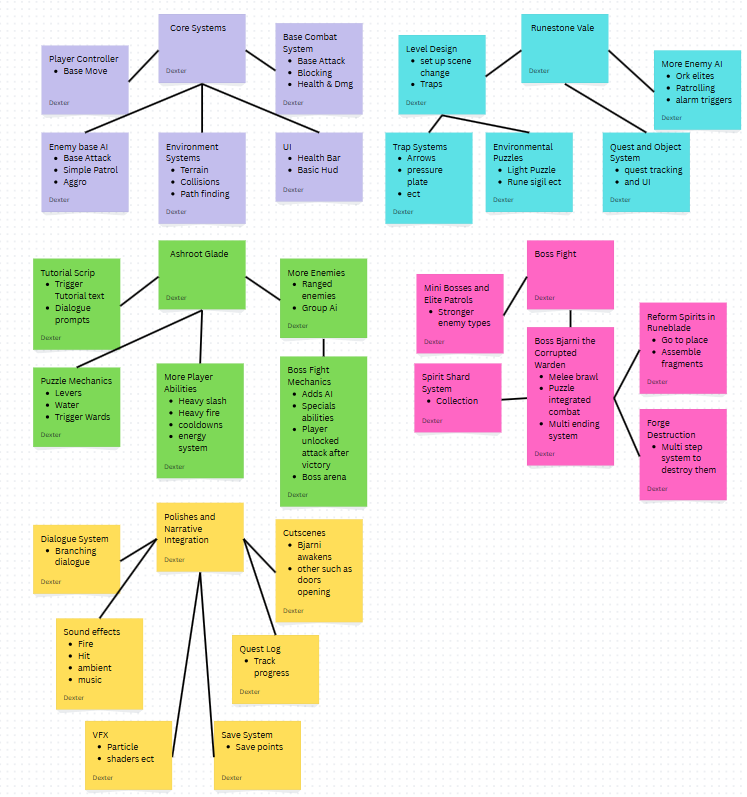 Core Systems
Dexter
Player Controller
• Base Move
Dexter
Base Combat
System
• Base Attack
• Blocking
• Health & Dmg
Dexter
Enemy base AI
• Base Attack
• Simple Patrol
• Aggro
Dexter
Environment
Systems
• Terrain
• Collisions
• Path finding
Dexter
UI
• Health Bar
• Basic Hud
Dexter
Runestone Vale
Dexter
Level Design
• set up scene
change
• Traps
Dexter
More Enemy AI
• Ork elites
• Patrolling
• alarm triggers
Dexter
Trap Systems
• Arrows
• pressure
plate
• ect
Dexter
Environmental
Puzzles
• Light Puzzle
• Rune sigil ect
Dexter
Quest and Object
System
• quest tracking
• and UI
Dexter
Ashroot Glade
Dexter
Tutorial Scrip
• Trigger
Tutorial text
• Dialogue
prompts
Dexter
More Enemies
• Ranged
enemies
• Group Ai
Dexter
Puzzle Mechanics
• Levers
• Water
• Trigger Wards
Dexter
More Player
Abilities
• Heavy slash
• Heavy fire
• cooldowns
• energy
system
Dexter
Boss Fight
Mechanics
• Adds AI
• Specials
abilities
• Player
unlocked
attack after
victory
• Boss arena
Dexter
Boss Fight
Dexter
Mini Bosses and
Elite Patrols
• Stronger
enemy types
Dexter
Boss Bjarni the
Corrupted
Warden
• Melee brawl
• Puzzle
integrated
combat
• Multi ending
system
Dexter
Spirit Shard
System
• Collection
Dexter
Reform Spirits in
Runeblade
• Go to place
• Assemble
fragments
Dexter
Forge
Destruction
• Multi step
system to
destroy them
Dexter
Polishes and
Narrative
Integration
Dexter
Dialogue System
• Branching
dialogue
Dexter
Cutscenes
• Bjarni
awakens
• other such as
doors
opening
Dexter
Sound effects
• Fire
• Hit
• ambient
• music
Dexter
Quest Log
• Track
progress
Dexter
VFX
• Particle
• shaders ect
Dexter
Save System
• Save points
Dexter